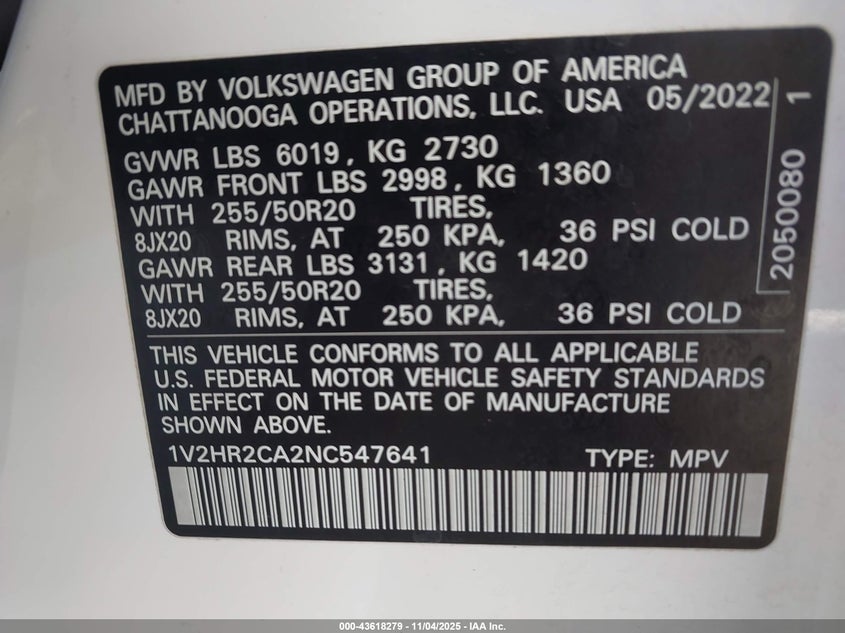 MFD BY VOLKSWAGEN GROUP OF AMERICA
CHATTANOOGA OPERATIONS, LLC. USA 05/2022
GVWR LBS 6019, KG 2730
GAWR FRONT LBS 2998, KG 1360
WITH 255/50R20 TIRES,
8JX20 RIMS, AT 250 KPA, 36 PSI COLD
GAWR REAR LBS 3131, KG 1420
WITH 255/50R20 TIRES,
8JX20 RIMS, AT 250 KPA, 36 PSI COLD
2050080 1
THIS VEHICLE CONFORMS TO ALL APPLICABLE
U.S. FEDERAL MOTOR VEHICLE SAFETY STANDARDS
IN EFFECT ON THE DATE OF MANUFACTURE
SHOWN ABOVE.
1V2HR2CA2NC547641 TYPE: MPV
000-43618279 - 11/04/2025 - IAA Inc.